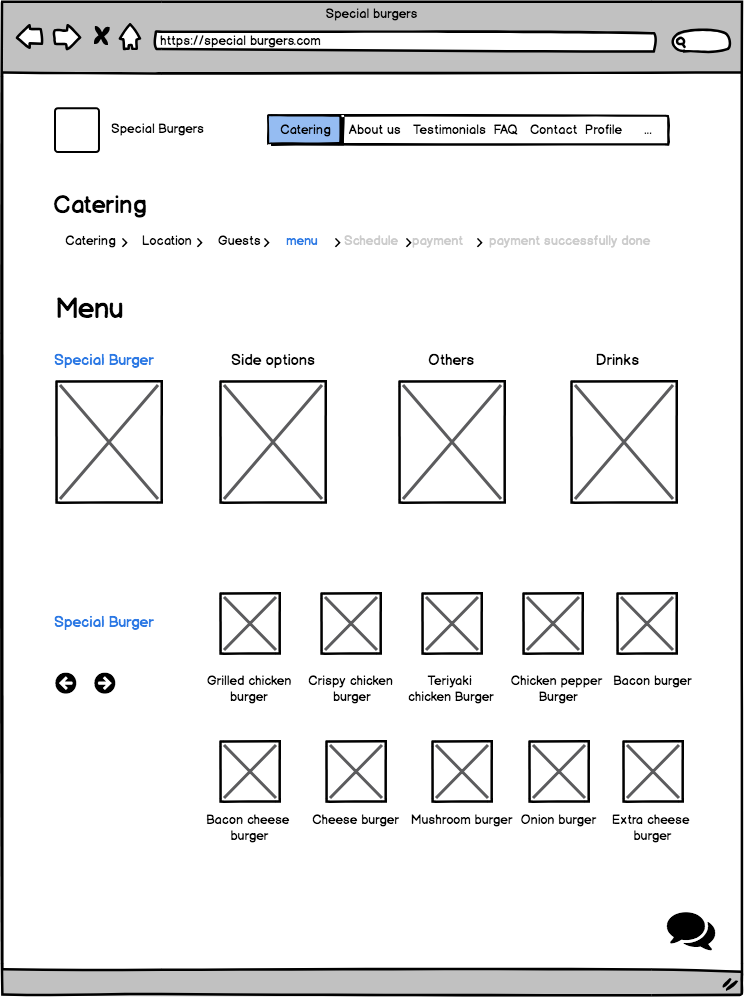 Special burgers
https://special burgers.com
Special Burgers
Catering About us Testimonials FAQ Contact Profile ...
Catering
Catering Location Guests menu Schedule payment payment successfully done
Menu
Special Burger Side options Others Drinks
Special Burger
Grilled chicken burger
Crispy chicken burger
Teriyaki chicken Burger
Chicken pepper Burger
Bacon burger
Bacon cheese burger
Cheese burger
Mushroom burger
Onion burger
Extra cheese burger